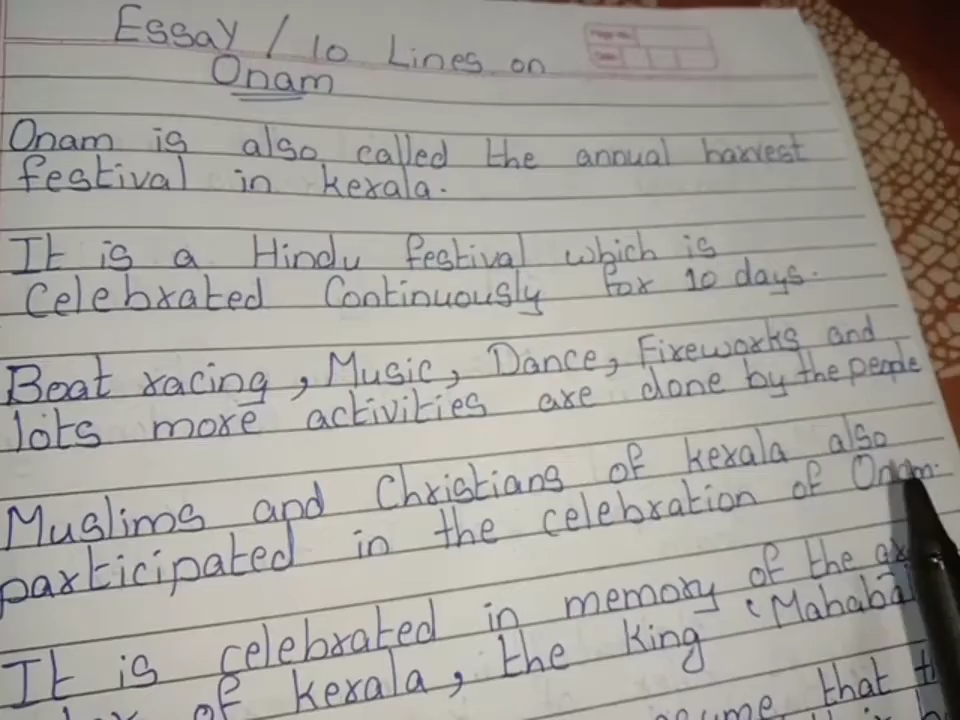 Essay / 10 Lines on
Onam
Onam is also called the annual harvest
festival in kerala.
It is a Hindu festival which is
Celebrated Continuously for 10 days.
Boat racing, Music, Dance, Fireworks and
lots more activities are done by the people
Muslims and Christians of kerala also
participated in the celebration of Onam.
It is celebrated in memory of the
of kerala, the King
that